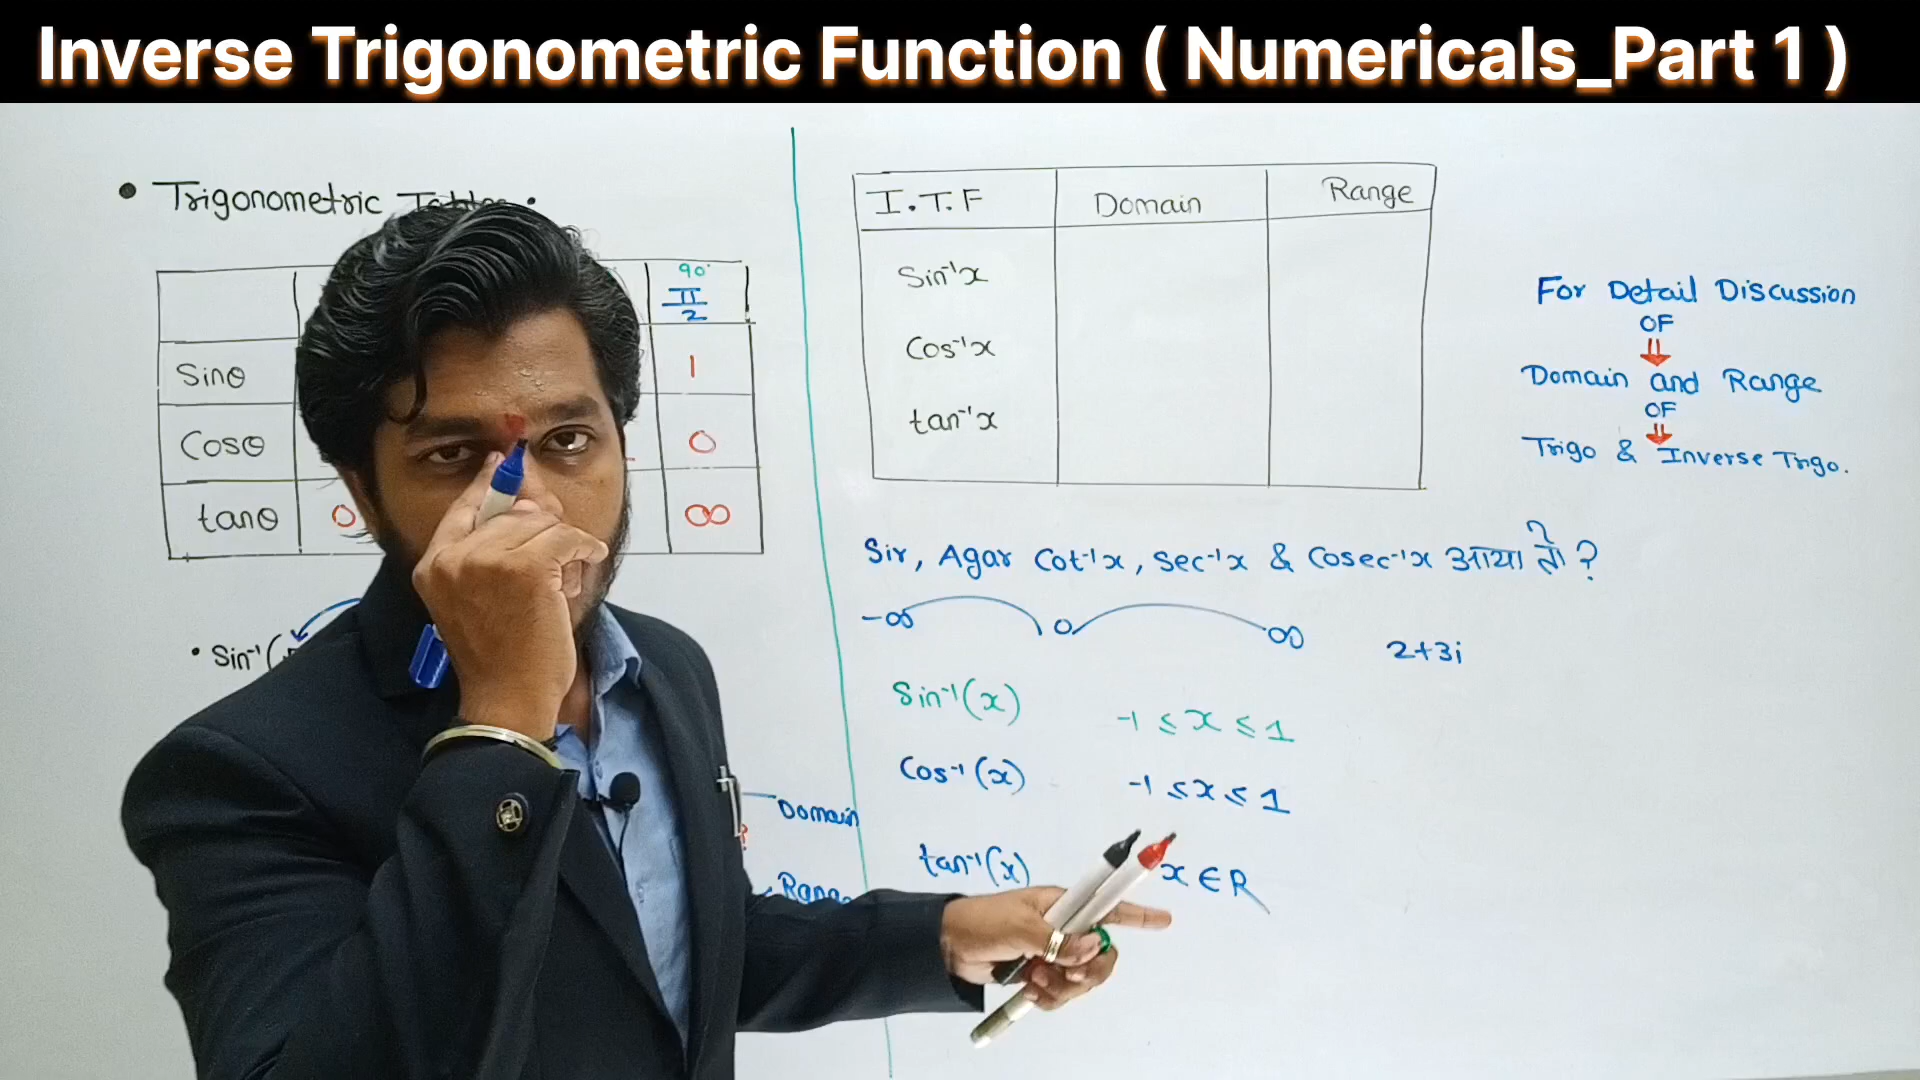 Inverse Trigonometric Function ( Numericals_Part 1 )
• Trigonometric Tables •
90°
π/2
Sinθ 1
Cosθ 0
tanθ 0 ∞
• Sin⁻¹(
Domain
?
Range
I.T.F Domain Range
Sin⁻¹x
Cos⁻¹x
tan⁻¹x
For Detail Discussion
OF
⇓
Domain and Range
OF
⇓
Trigo & Inverse Trigo.
Sir, Agar Cot⁻¹x, Sec⁻¹x & Cosec⁻¹x आया तो ?
-∞ 0 ∞ 2+3i
Sin⁻¹(x) -1 ≤ x ≤ 1
Cos⁻¹(x) -1 ≤ x ≤ 1
tan⁻¹(x) x ∈ R